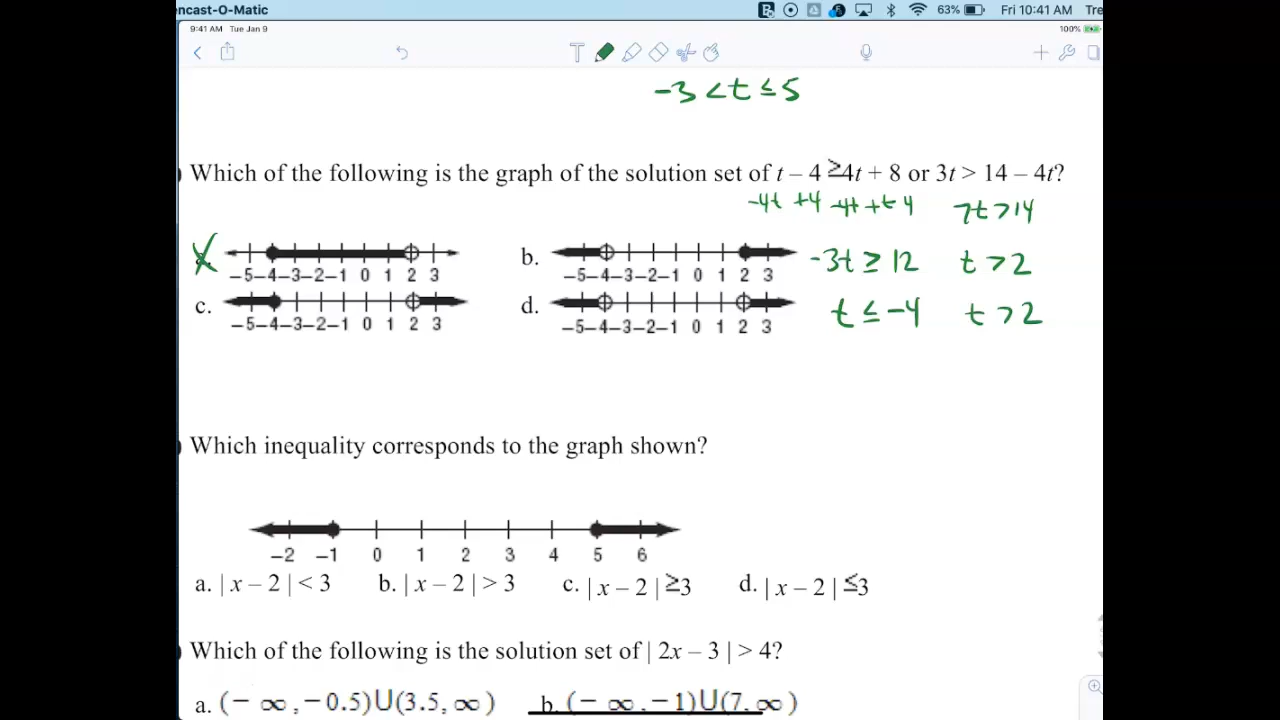 encast-O-Matic 63% Fri 10:41 AM Tre
9:41 AM Tue Jan 9 100%
T
-3 < t ≤ 5
) Which of the following is the graph of the solution set of t – 4 ≥ 4t + 8 or 3t > 14 – 4t?
-4t +4 -4t + t 4 7t > 14
a. -5 -4 -3 -2 -1 0 1 2 3
b. -5 -4 -3 -2 -1 0 1 2 3
-3t ≥ 12 t > 2
c. -5 -4 -3 -2 -1 0 1 2 3
d. -5 -4 -3 -2 -1 0 1 2 3
t ≤ -4 t > 2
) Which inequality corresponds to the graph shown?
-2 -1 0 1 2 3 4 5 6
a. | x – 2 | < 3 b. | x – 2 | > 3 c. | x – 2 | ≥ 3 d. | x – 2 | ≤ 3
) Which of the following is the solution set of | 2x – 3 | > 4?
a. (– ∞, –0.5)U(3.5, ∞) b. (– ∞, –1)U(7, ∞)